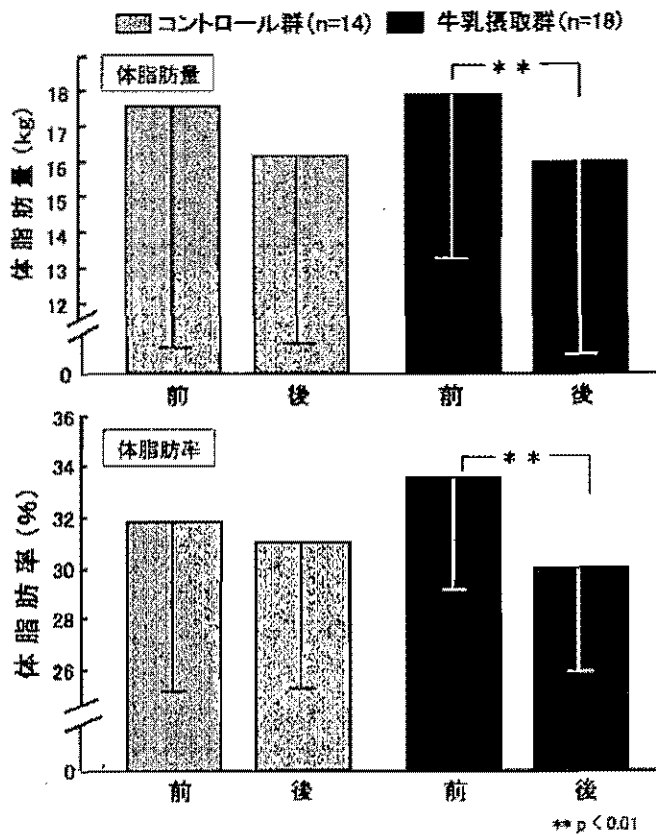 コントロール群(n=14) 牛乳摂取群(n=18)
体脂肪量
**
体脂肪量(kg)
18
17
16
15
14
13
12
0
前 後 前 後
体脂肪率
**
体脂肪率(%)
36
34
32
30
28
26
0
前 後 前 後
**p<0.01